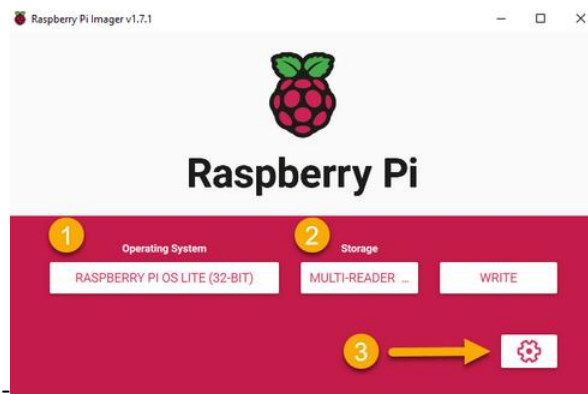 Raspberry Pi Imager v1.7.1
Raspberry Pi
1
2
Operating System
Storage
RASPBERRY PI OS LITE (32-BIT)
MULTI-READER ...
WRITE
3
-